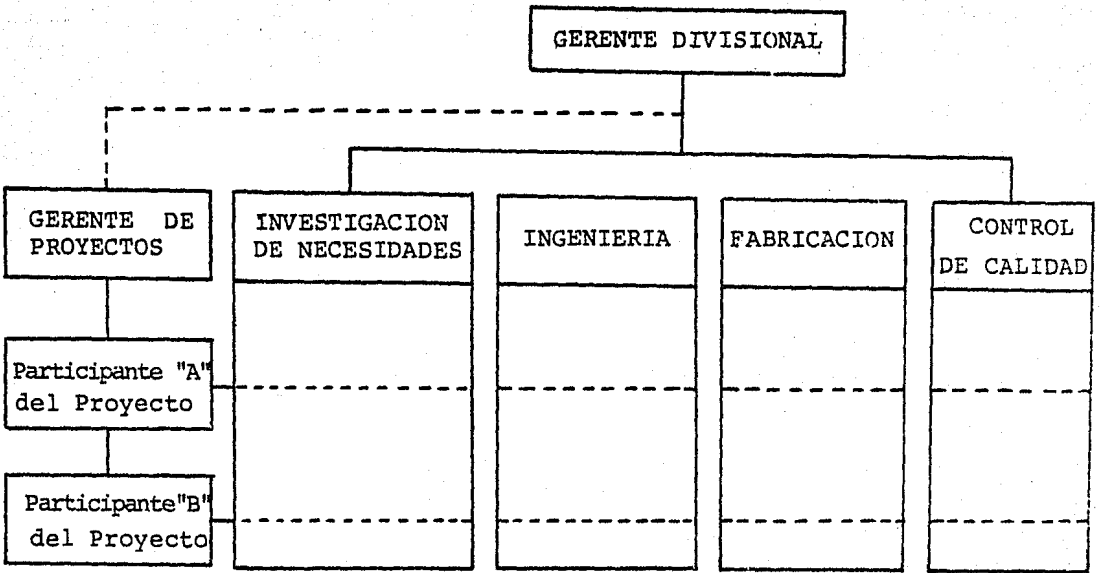 GERENTE DIVISIONAL
GERENTE DE
PROYECTOS
INVESTIGACION
DE NECESIDADES
INGENIERIA
FABRICACION
CONTROL
DE CALIDAD
Participante "A"
del Proyecto
Participante"B"
del Proyecto